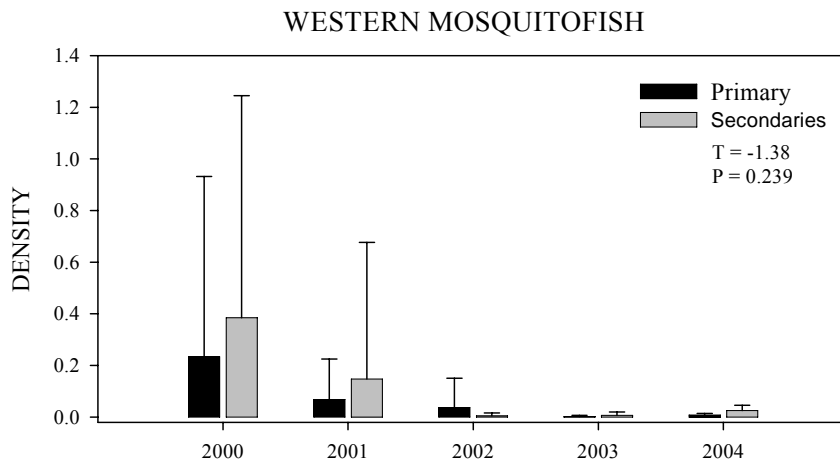 WESTERN MOSQUITOFISH
1.4
1.2
1.0
0.8
0.6
0.4
0.2
0.0
DENSITY
Primary
Secondaries
T = -1.38
P = 0.239
2000 2001 2002 2003 2004